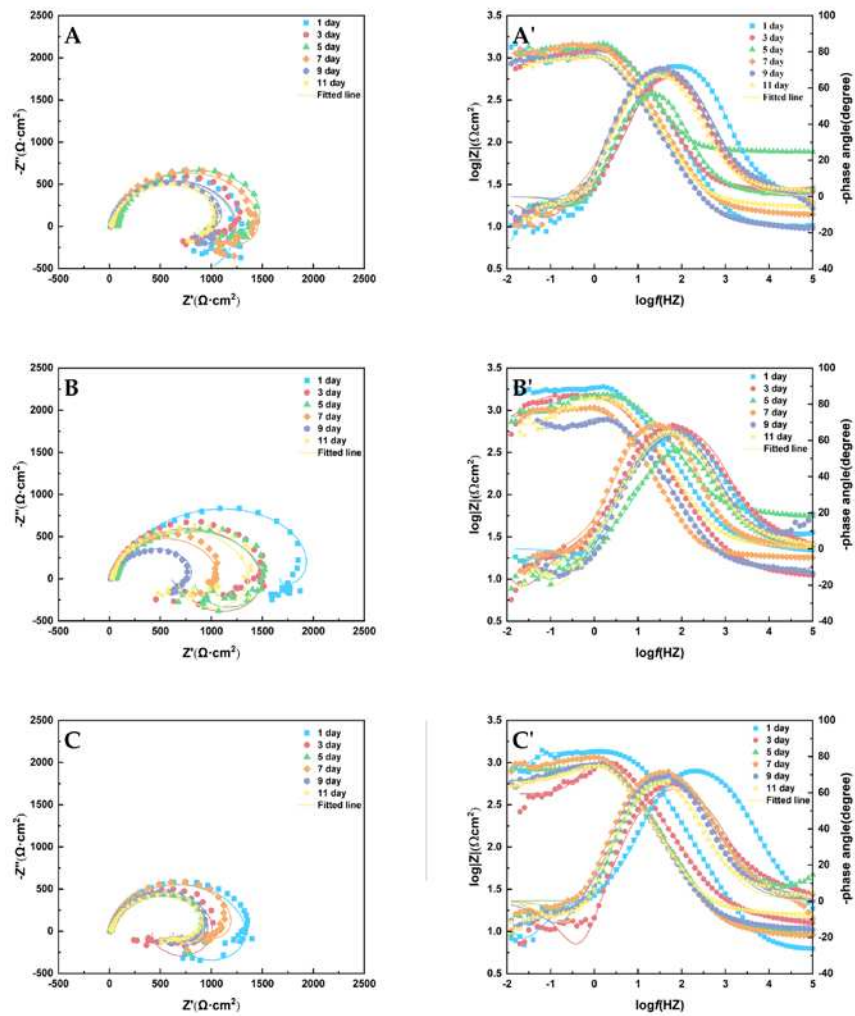 A
2500
2000
1500
1000
500
0
-500
-Z''(Ω·cm²)
-500 0 500 1000 1500 2000 2500
Z'(Ω·cm²)
1 day
3 day
5 day
7 day
9 day
11 day
Fitted line
A'
3.5
3.0
2.5
2.0
1.5
1.0
0.5
log|Z|(Ωcm²)
-2 -1 0 1 2 3 4 5
logf(HZ)
100
80
60
40
20
0
-20
-40
-phase angle(degree)
1 day
3 day
5 day
7 day
9 day
11 day
Fitted line
B
2500
2000
1500
1000
500
0
-500
-Z''(Ω·cm²)
-500 0 500 1000 1500 2000 2500
Z'(Ω·cm²)
1 day
3 day
5 day
7 day
9 day
11 day
Fitted line
B'
3.5
3.0
2.5
2.0
1.5
1.0
0.5
log|Z|(Ωcm²)
-2 -1 0 1 2 3 4 5
logf(HZ)
100
80
60
40
20
0
-20
-40
-phase angle(degree)
1 day
3 day
5 day
7 day
9 day
11 day
Fitted line
C
2500
2000
1500
1000
500
0
-500
-Z''(Ω·cm²)
-500 0 500 1000 1500 2000 2500
Z'(Ω·cm²)
1 day
3 day
5 day
7 day
9 day
11 day
Fitted line
C'
3.5
3.0
2.5
2.0
1.5
1.0
0.5
log|Z|(Ωcm²)
-2 -1 0 1 2 3 4 5
logf(HZ)
100
80
60
40
20
0
-20
-40
-phase angle(degree)
1 day
3 day
5 day
7 day
9 day
11 day
Fitted line